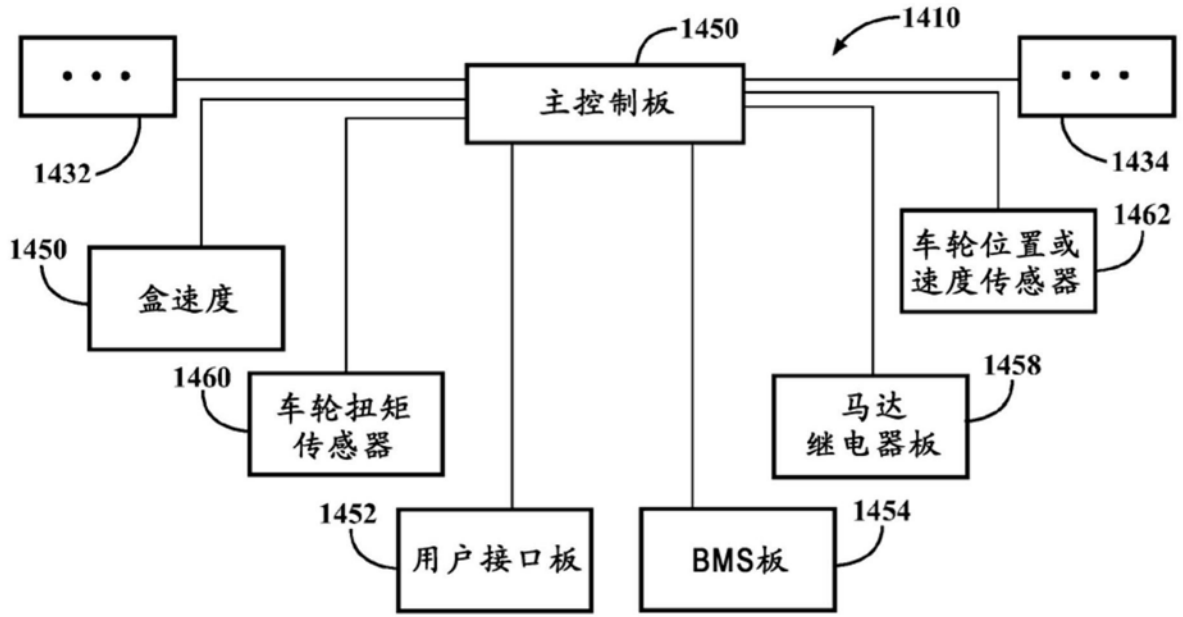 1450
1410
• • •
主控制板
• • •
1432
1434
1450
盒速度
1462
车轮位置或
速度传感器
1460
车轮扭矩
传感器
1458
马达
继电器板
1452
用户接口板
1454
BMS板